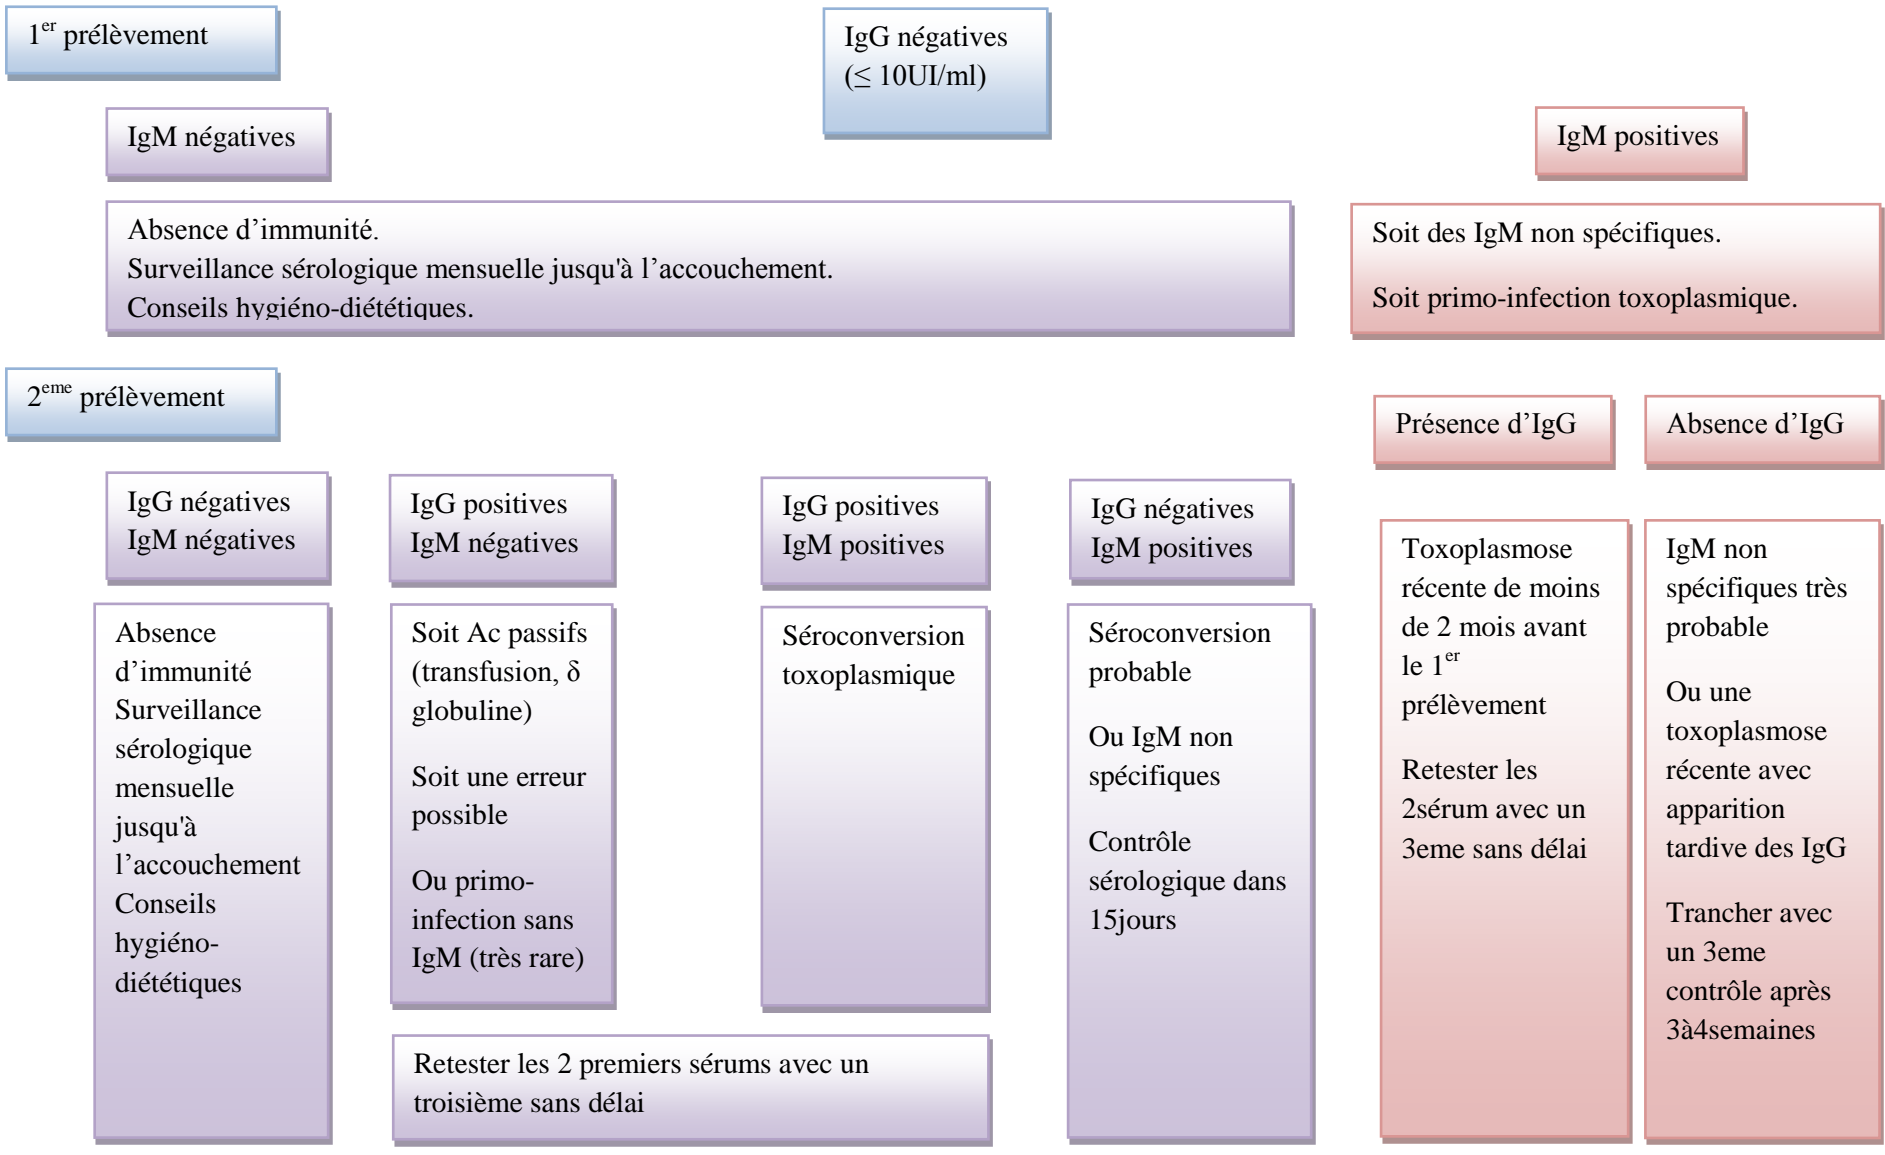 1er prélèvement
IgG négatives
(≤ 10UI/ml)
IgM négatives
IgM positives
Absence d’immunité.
Surveillance sérologique mensuelle jusqu'à l’accouchement.
Conseils hygiéno-diététiques.
Soit des IgM non spécifiques.
Soit primo-infection toxoplasmique.
2eme prélèvement
Présence d’IgG
Absence d’IgG
IgG négatives
IgM négatives
IgG positives
IgM négatives
IgG positives
IgM positives
IgG négatives
IgM positives
Absence
d’immunité
Surveillance
sérologique
mensuelle
jusqu'à
l’accouchement
Conseils
hygiéno-
diététiques
Soit Ac passifs
(transfusion, δ
globuline)
Soit une erreur
possible
Ou primo-
infection sans
IgM (très rare)
Séroconversion
toxoplasmique
Retester les 2 premiers sérums avec un
troisième sans délai
Séroconversion
probable
Ou IgM non
spécifiques
Contrôle
sérologique dans
15jours
Toxoplasmose
récente de moins
de 2 mois avant
le 1er
prélèvement
Retester les
2sérum avec un
3eme sans délai
IgM non
spécifiques très
probable
Ou une
toxoplasmose
récente avec
apparition
tardive des IgG
Trancher avec
un 3eme
contrôle après
3à4semaines